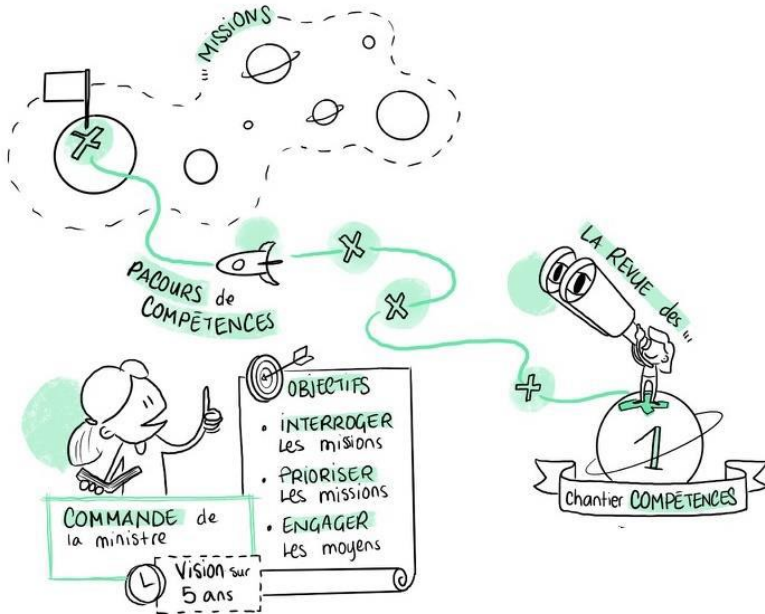 "" MISSIONS
LA REVUE des ""
PACOURS de
COMPÉTENCES
OBJECTIFS
• INTERROGER
les missions
• PRIORISER
les missions
• ENGAGER
les moyens
COMMANDE de
la ministre
Vision sur
5 ans
1
chantier COMPÉTENCES